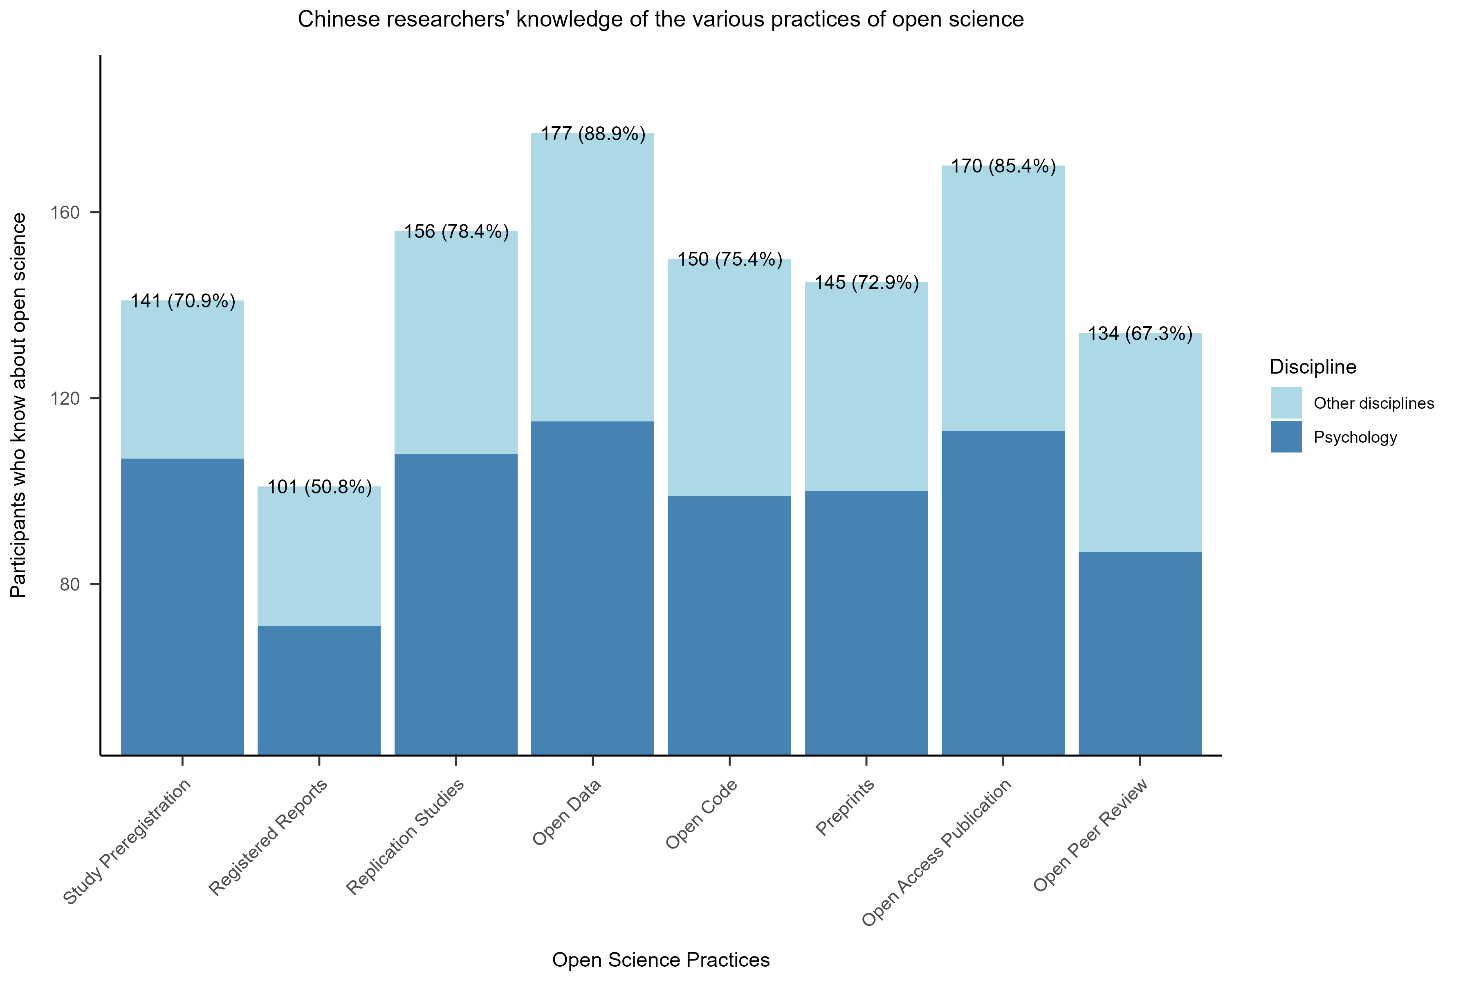 Chinese researchers' knowledge of the various practices of open science
Participants who know about open science
160
120
80
141 (70.9%)
101 (50.8%)
156 (78.4%)
177 (88.9%)
150 (75.4%)
145 (72.9%)
170 (85.4%)
134 (67.3%)
Study Preregistration
Registered Reports
Replication Studies
Open Data
Open Code
Preprints
Open Access Publication
Open Peer Review
Open Science Practices
Discipline
Other disciplines
Psychology